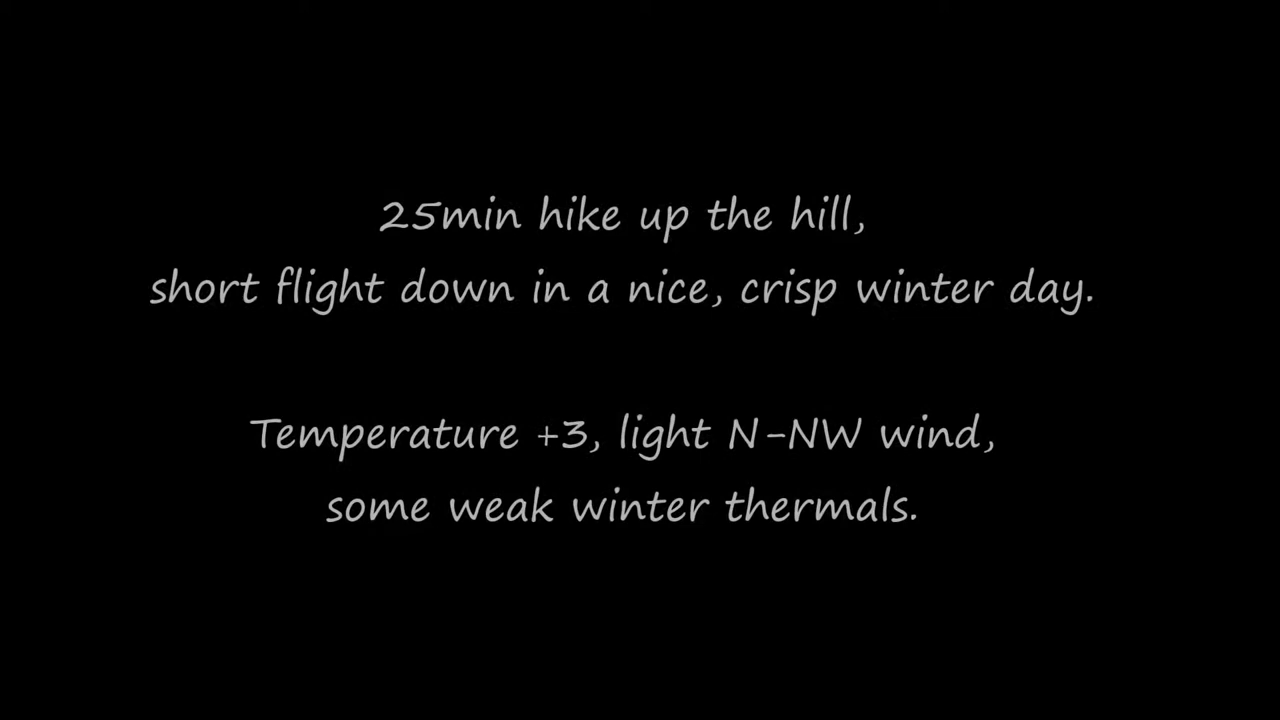 25min hike up the hill,
short flight down in a nice, crisp winter day.
Temperature +3, light N-NW wind,
some weak winter thermals.